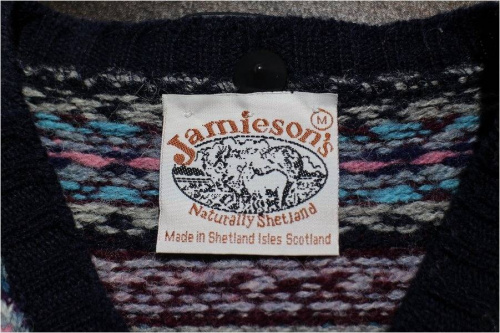 Jamieson's
M
Naturally Shetland
Made in Shetland Isles Scotland